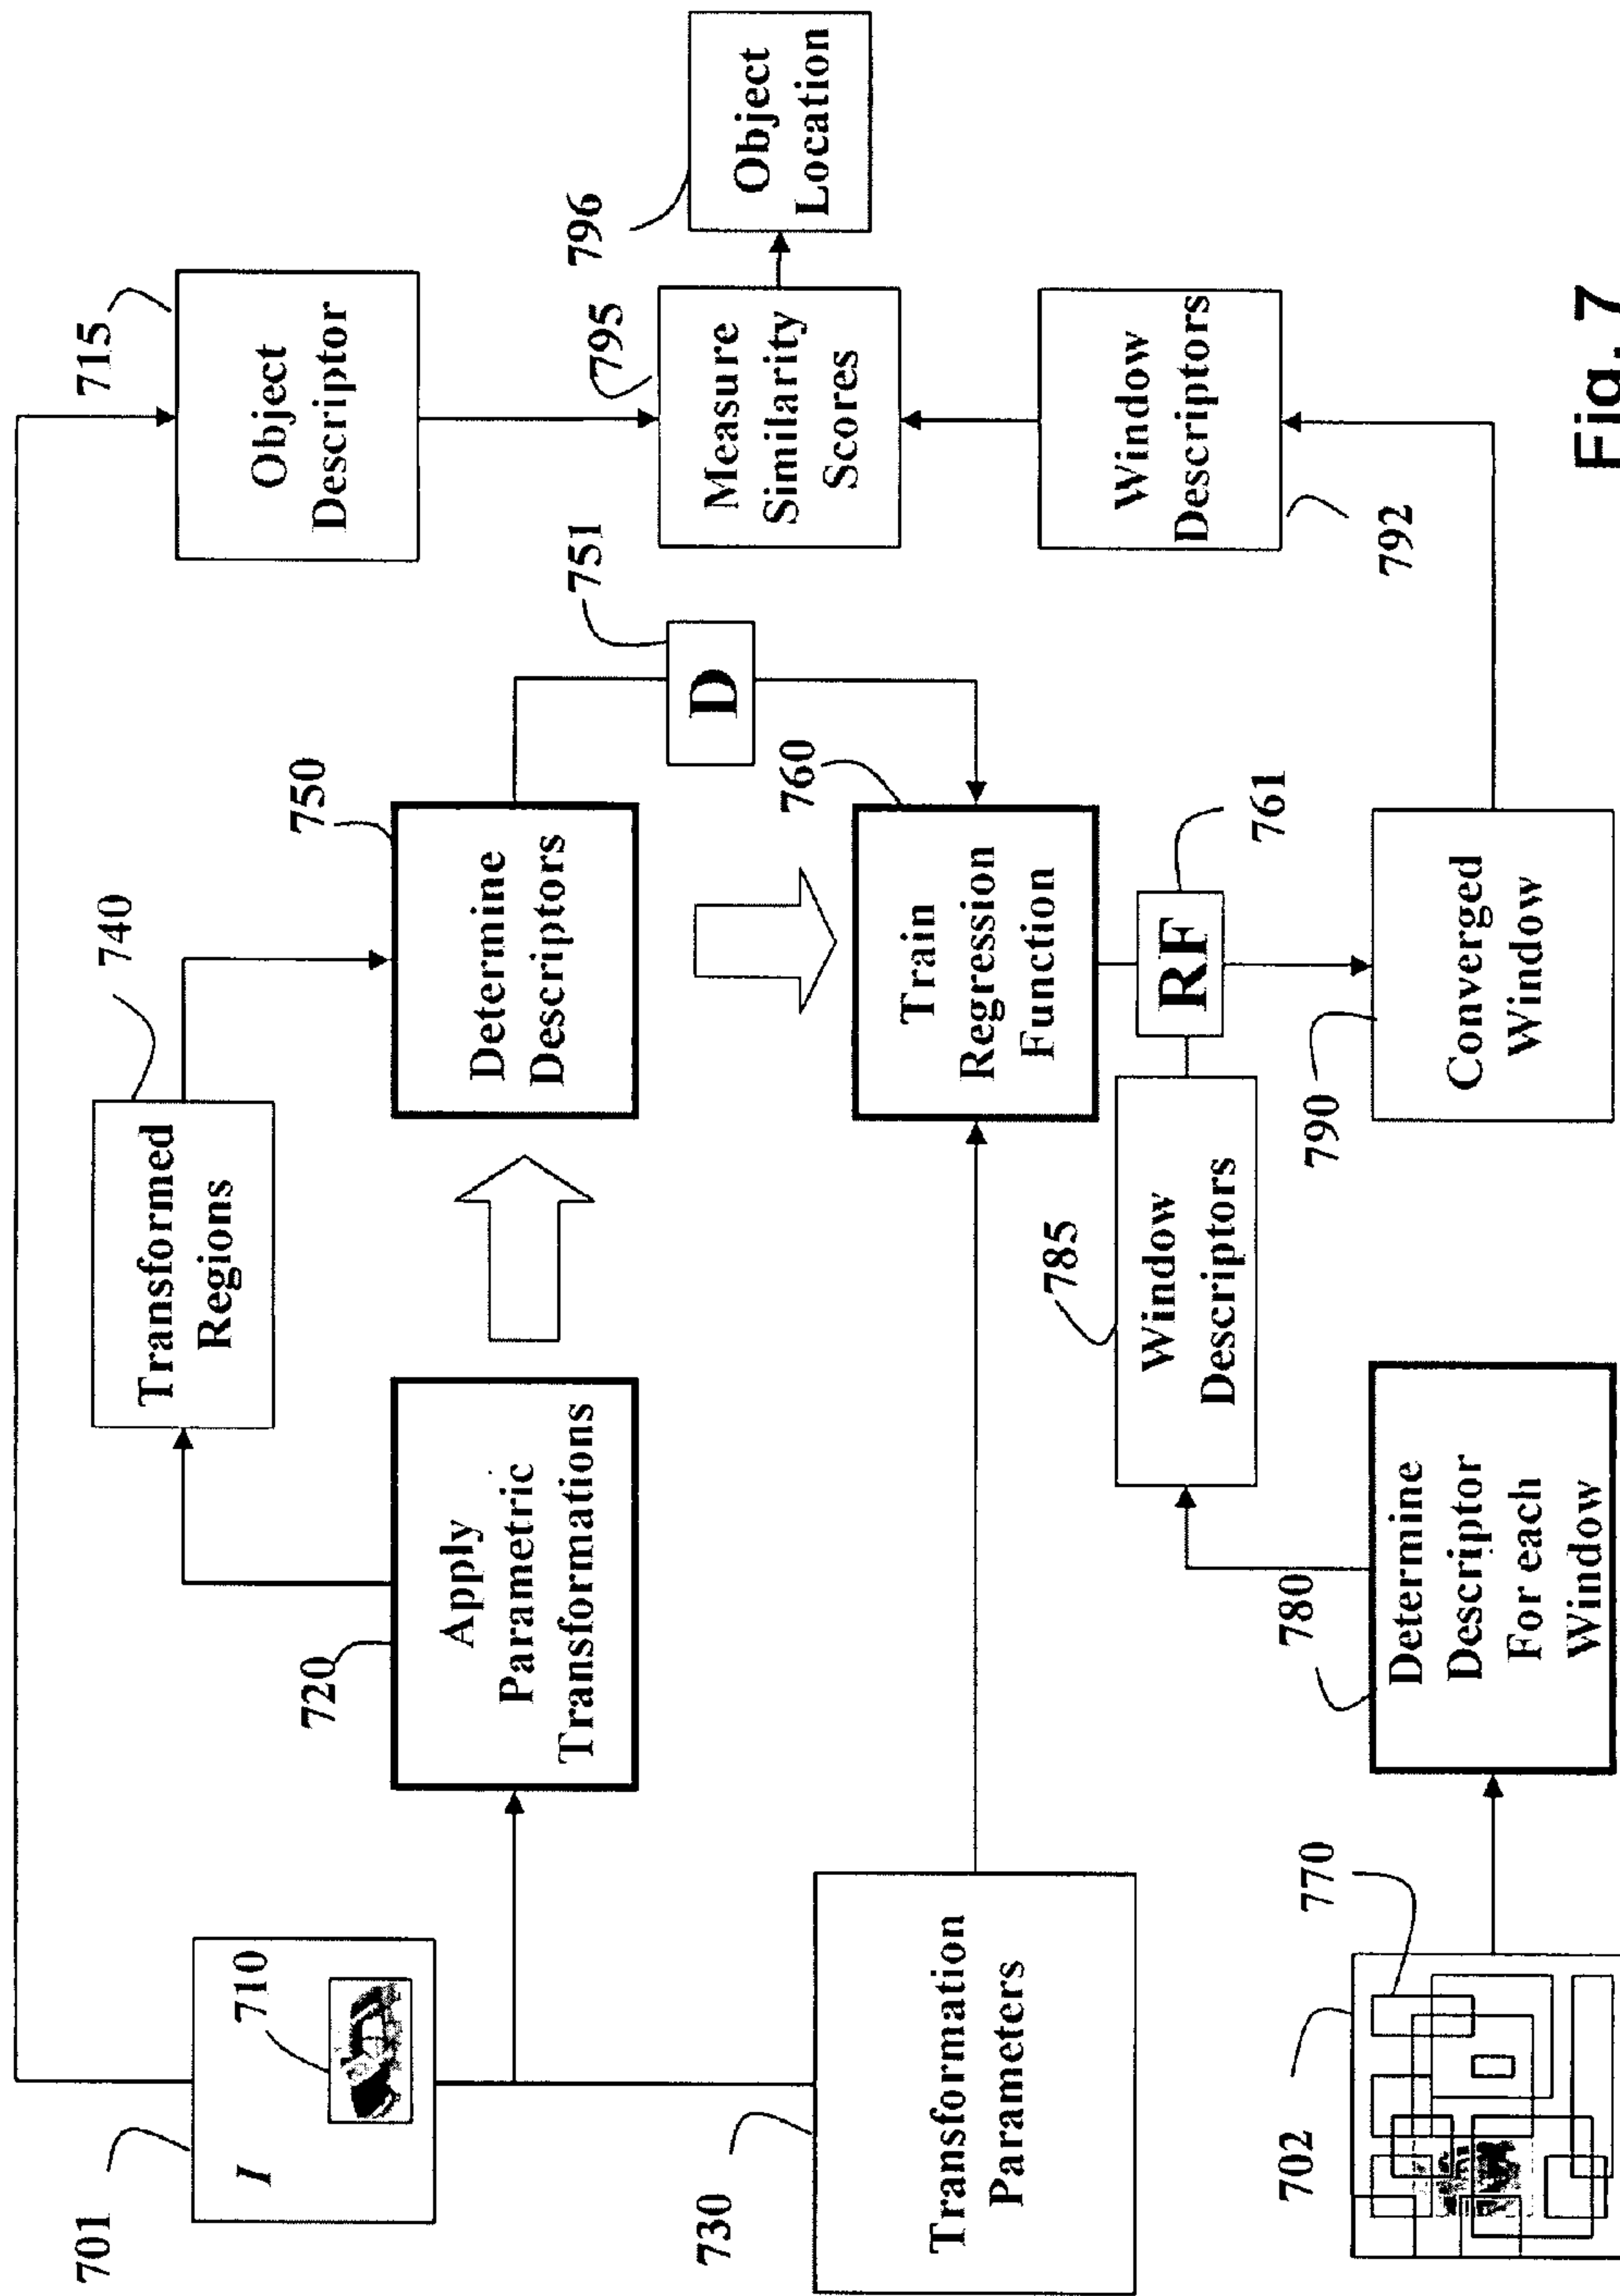 701
I
710
715
Object
Descriptor
740
Transformed
Regions
720
Apply
Parametric
Transformations
750
Determine
Descriptors
751
D
795
Measure
Similarity
Scores
796
Object
Location
730
Transformation
Parameters
760
Train
Regression
Function
761
RF
785
Window
Descriptors
702
770
780
Determine
Descriptor
For each
Window
790
Converged
Window
792
Window
Descriptors
Fig. 7